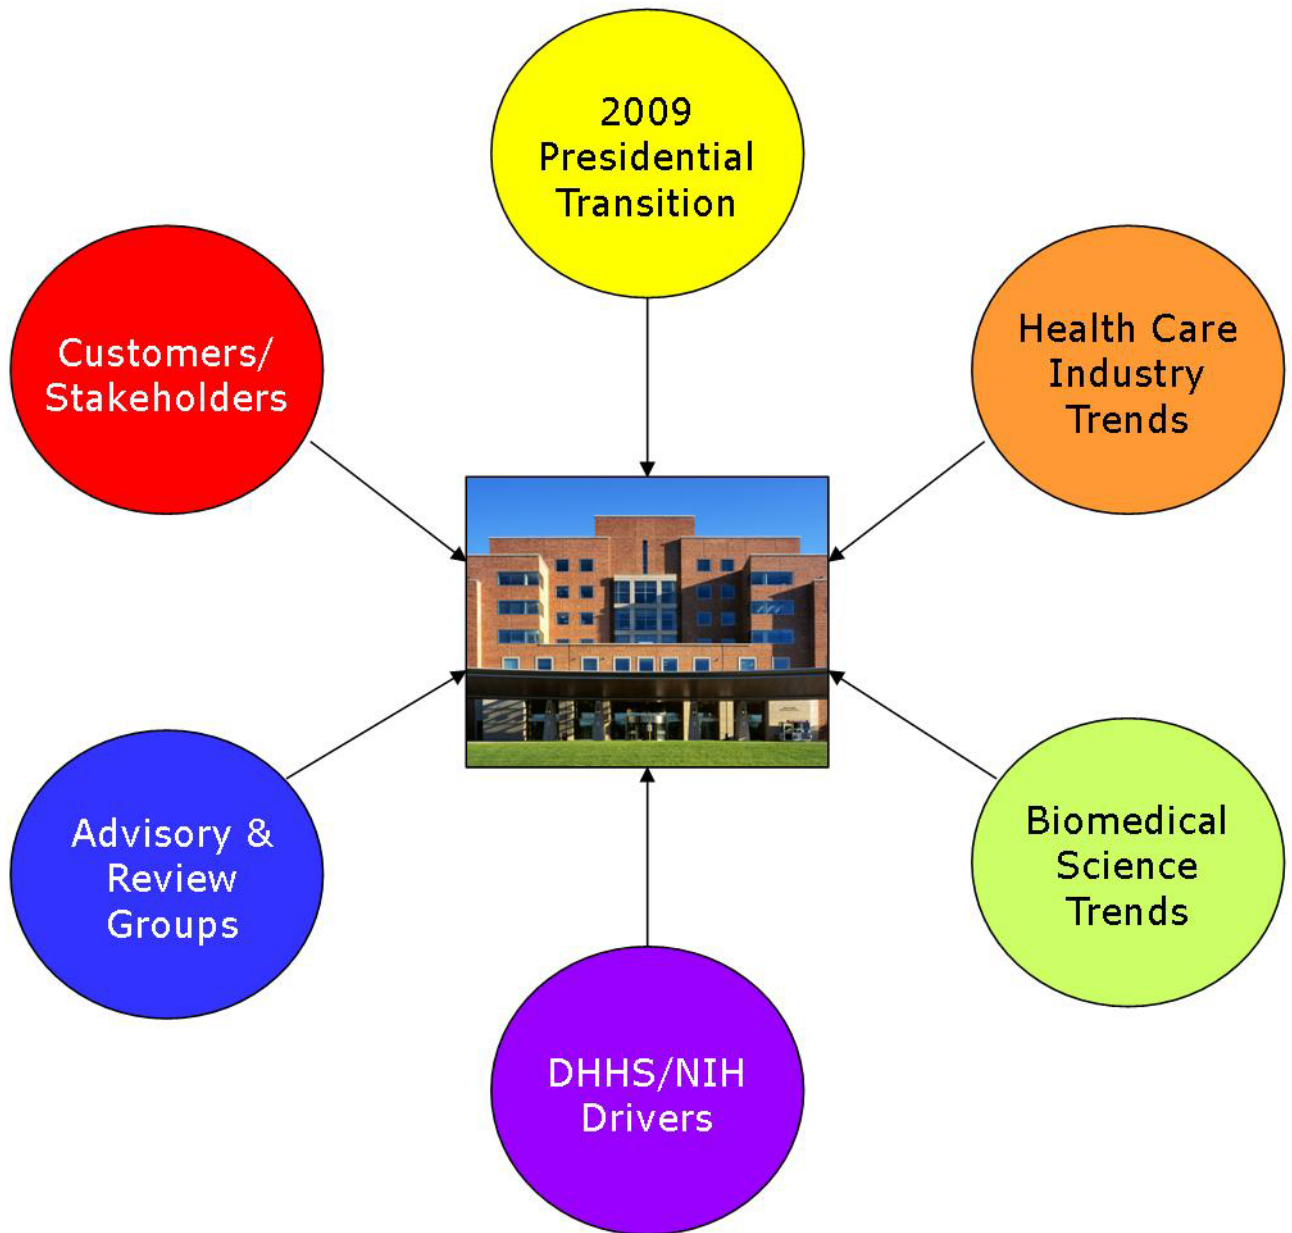 2009
Presidential
Transition
Customers/
Stakeholders
Health Care
Industry
Trends
Advisory &
Review
Groups
Biomedical
Science
Trends
DHHS/NIH
Drivers